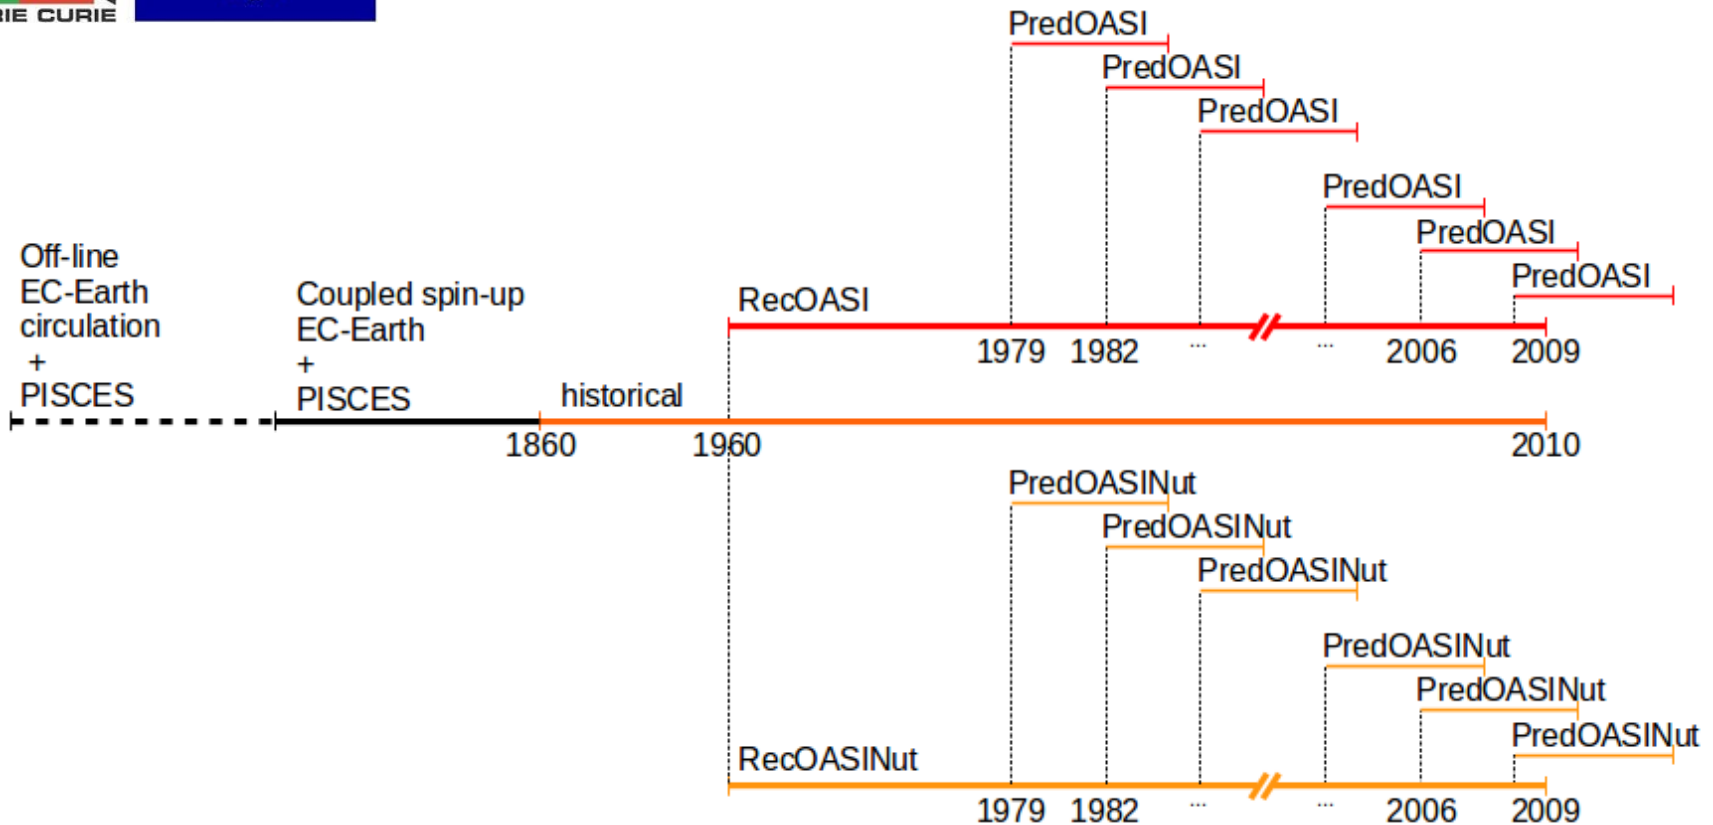 RIE CURIE
PredOASI
PredOASI
PredOASI
PredOASI
PredOASI
PredOASI
Off-line
EC-Earth
circulation
+
PISCES
Coupled spin-up
EC-Earth
+
PISCES
RecOASI
1979 1982 ... ... 2006 2009
historical
1860 1960 2010
PredOASINut
PredOASINut
PredOASINut
PredOASINut
PredOASINut
PredOASINut
RecOASINut
1979 1982 ... ... 2006 2009